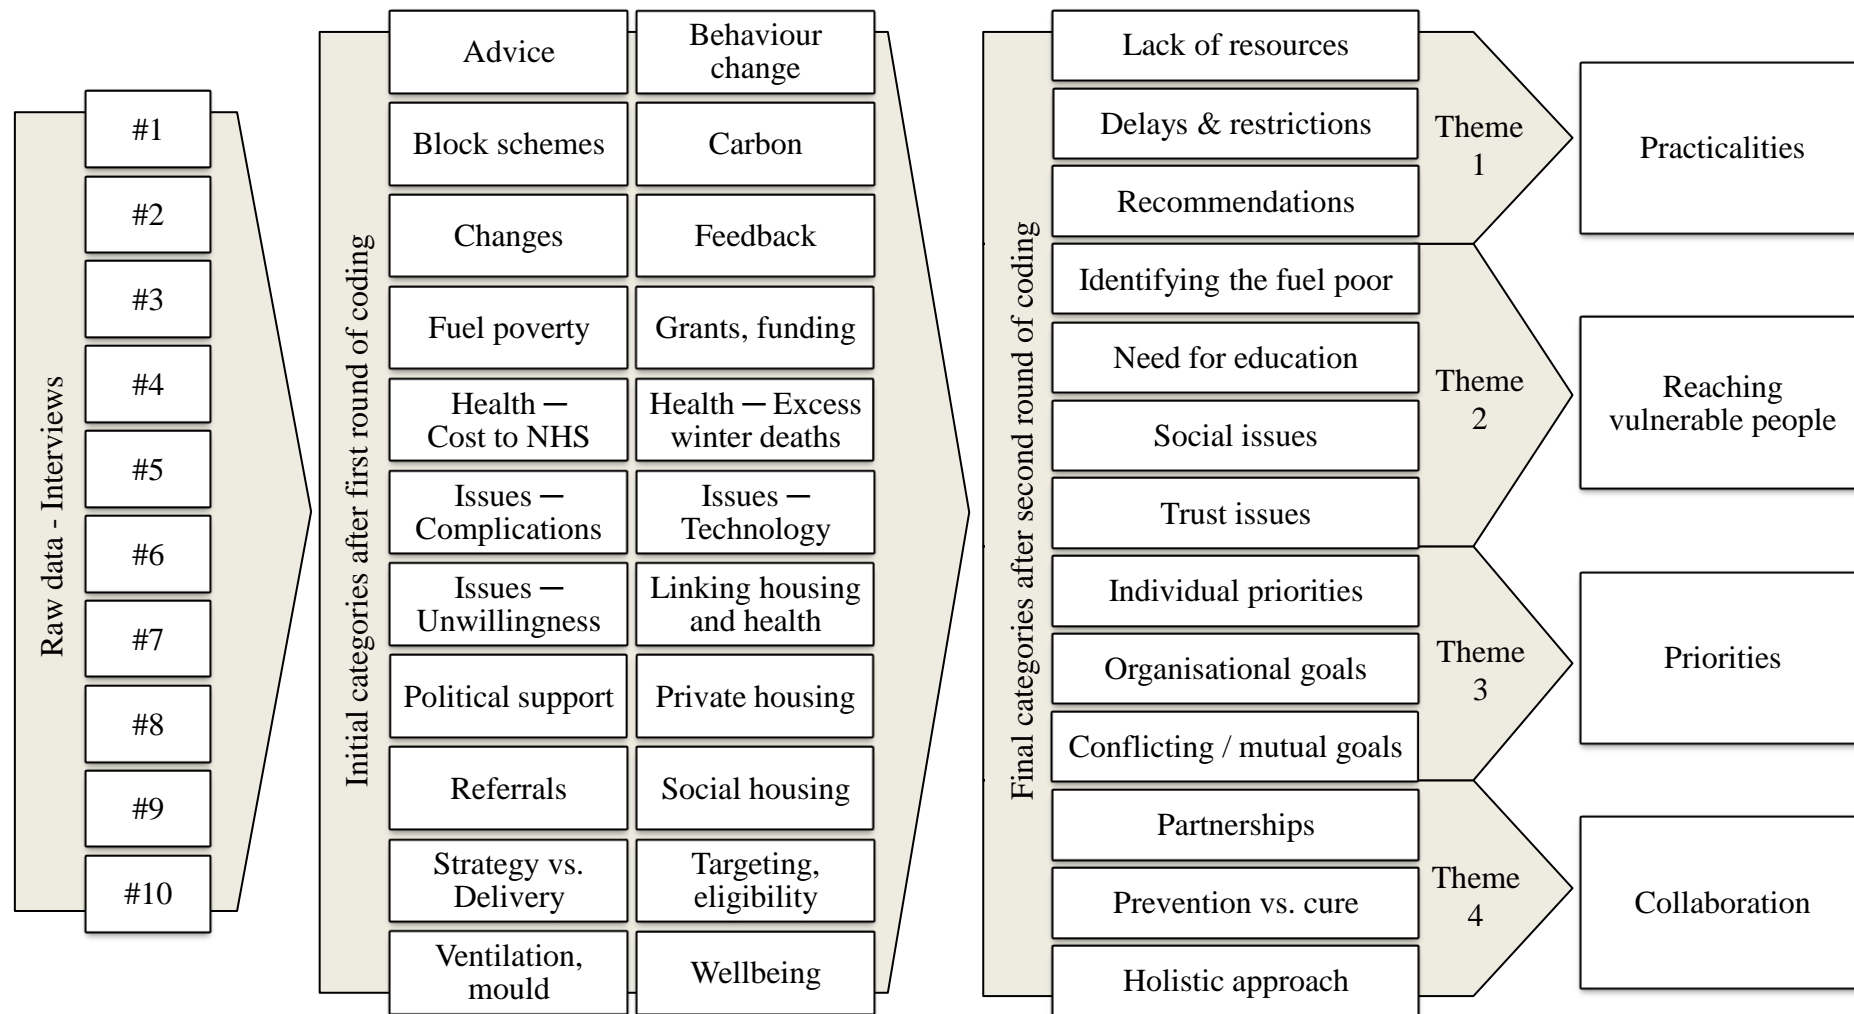 Raw data - Interviews
#1
#2
#3
#4
#5
#6
#7
#8
#9
#10
Initial categories after first round of coding
Advice
Behaviour
change
Block schemes
Carbon
Changes
Feedback
Fuel poverty
Grants, funding
Health —
Cost to NHS
Health — Excess
winter deaths
Issues —
Complications
Issues —
Technology
Issues —
Unwillingness
Linking housing
and health
Political support
Private housing
Referrals
Social housing
Strategy vs.
Delivery
Targeting,
eligibility
Ventilation,
mould
Wellbeing
Final categories after second round of coding
Lack of resources
Delays & restrictions
Recommendations
Theme
1
Practicalities
Identifying the fuel poor
Need for education
Social issues
Trust issues
Theme
2
Reaching
vulnerable people
Individual priorities
Organisational goals
Conflicting / mutual goals
Theme
3
Priorities
Partnerships
Prevention vs. cure
Holistic approach
Theme
4
Collaboration